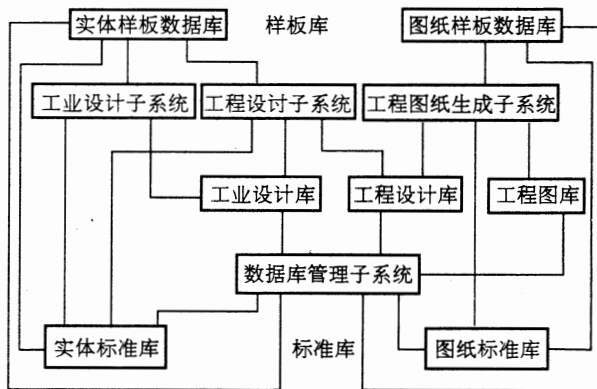 实体样板数据库 样板库 图纸样板数据库
工业设计子系统 工程设讨子系统 工程图纸生成子系统
工业设计库 工程设计库 工程图库
数据库管理子系统
实体标准库 标准库 图纸标准库